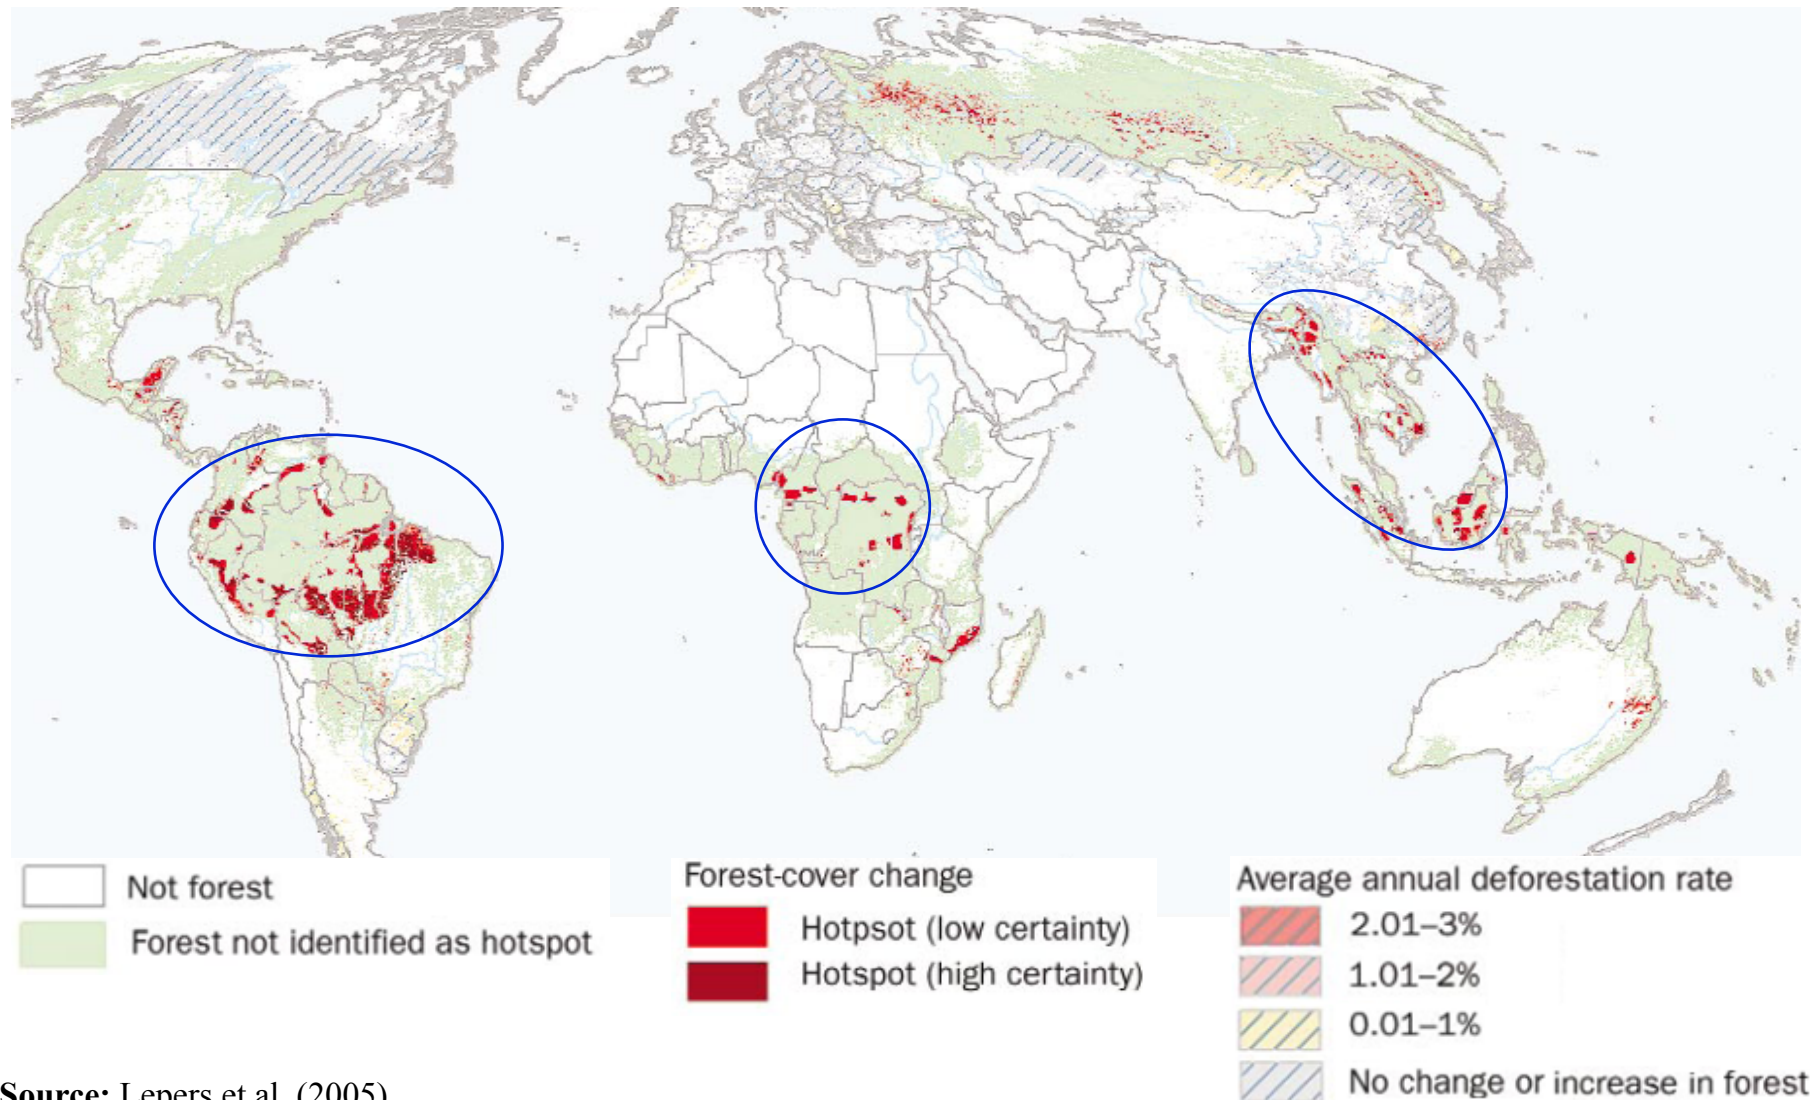 Not forest
Forest not identified as hotspot
Forest-cover change
Hotpsot (low certainty)
Hotspot (high certainty)
Average annual deforestation rate
2.01–3%
1.01–2%
0.01–1%
No change or increase in forest
Source: Lepers et al. (2005)